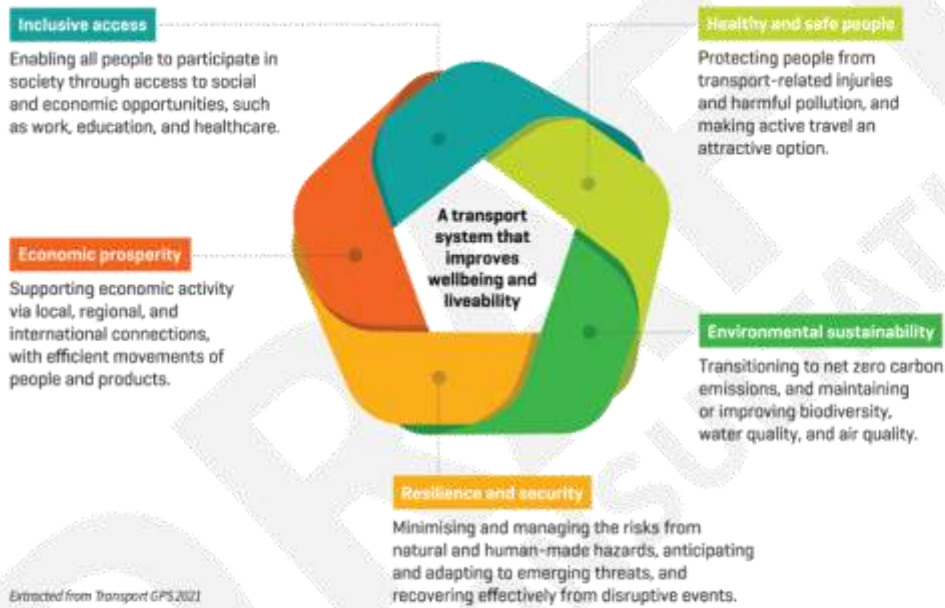 Inclusive access
Enabling all people to participate in
society through access to social
and economic opportunities, such
as work, education, and healthcare.
Healthy and safe people
Protecting people from
transport-related injuries
and harmful pollution, and
making active travel an
attractive option.
A transport
system that
improves
wellbeing and
liveability
Economic prosperity
Supporting economic activity
via local, regional, and
international connections,
with efficient movements of
people and products.
Environmental sustainability
Transitioning to net zero carbon
emissions, and maintaining
or improving biodiversity,
water quality, and air quality.
Resilience and security
Minimising and managing the risks from
natural and human-made hazards, anticipating
and adapting to emerging threats, and
recovering effectively from disruptive events.
Extracted from Transport GPS 2021